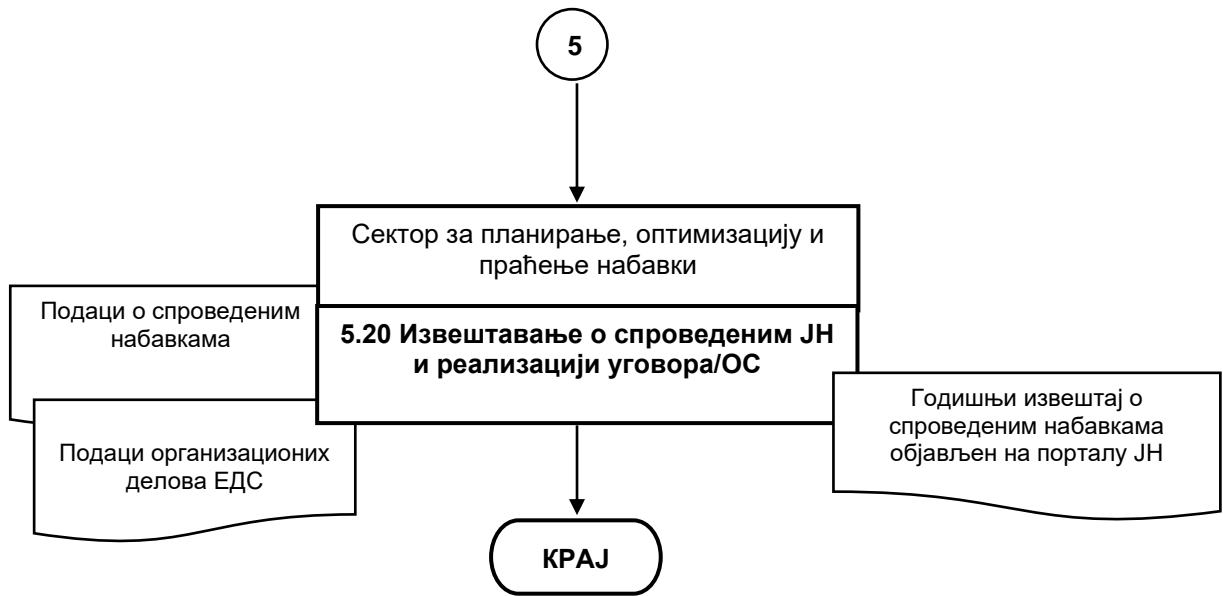 5
Сектор за планирање, оптимизацију и
праћење набавки
Подаци о спроведеним
набавкама
5.20 Извештавање о спроведеним ЈН
и реализацији уговора/ОС
Подаци организационих
делова ЕДС
Годишњи извештај о
спроведеним набавкама
објављен на порталу ЈН
КРАЈ